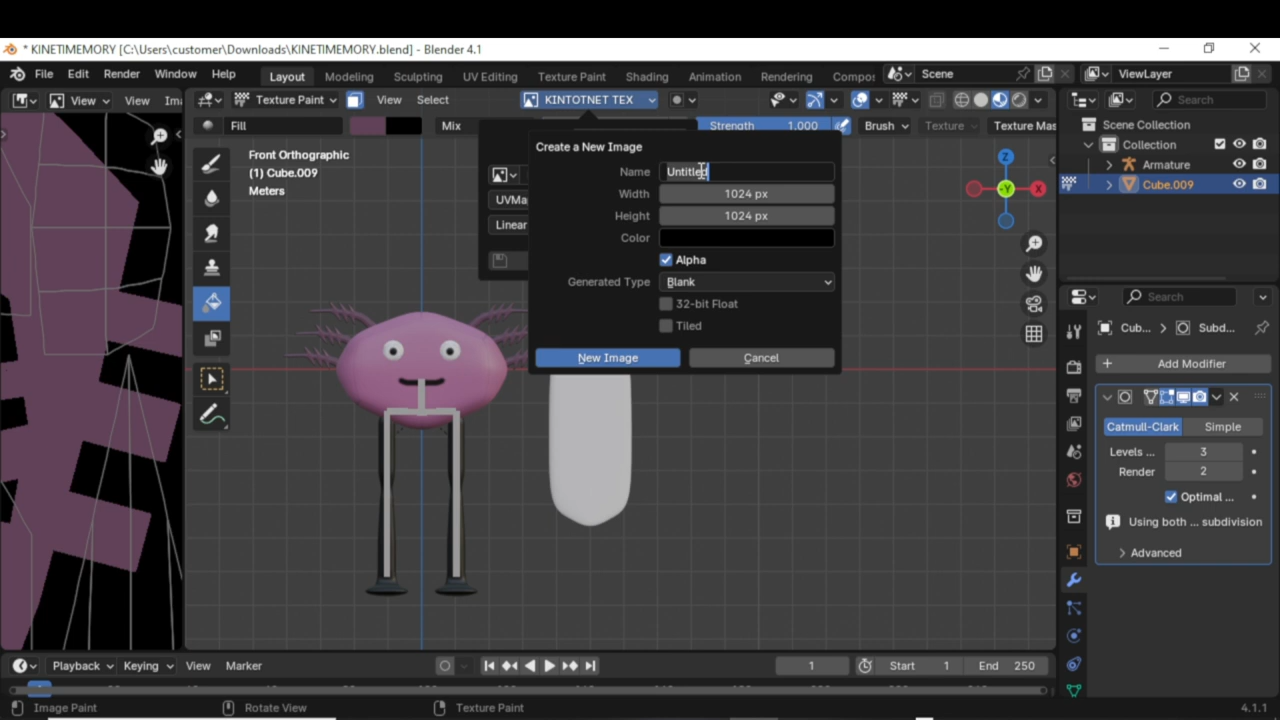 * KINETIMEMORY [C:\Users\customer\Downloads\KINETIMEMORY.blend] - Blender 4.1
File Edit Render Window Help Layout Modeling Sculpting UV Editing Texture Paint Shading Animation Rendering Compos Scene ViewLayer
View View Ima Texture Paint View Select KINTOTNET TEX Search
Fill Mix Strength 1.000 Brush Texture Texture Mas
Scene Collection
Collection
Armature
Cube.009
Front Orthographic
(1) Cube.009
Meters
Create a New Image
Name Untitled
Width 1024 px
Height 1024 px
Color
Alpha
Generated Type Blank
32-bit Float
Tiled
New Image Cancel
UVMa
Linear
Z
-Y
X
Search
Cub... > Subd...
Add Modifier
Catmull-Clark Simple
Levels ... 3
Render 2
Optimal ...
Using both ... subdivision
Advanced
Playback Keying View Marker 1 Start 1 End 250
Image Paint Rotate View Texture Paint 4.1.1